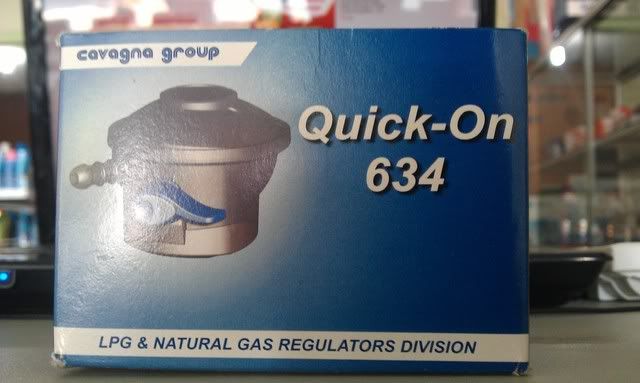 cavagna group
Quick-On
634
LPG & NATURAL GAS REGULATORS DIVISION